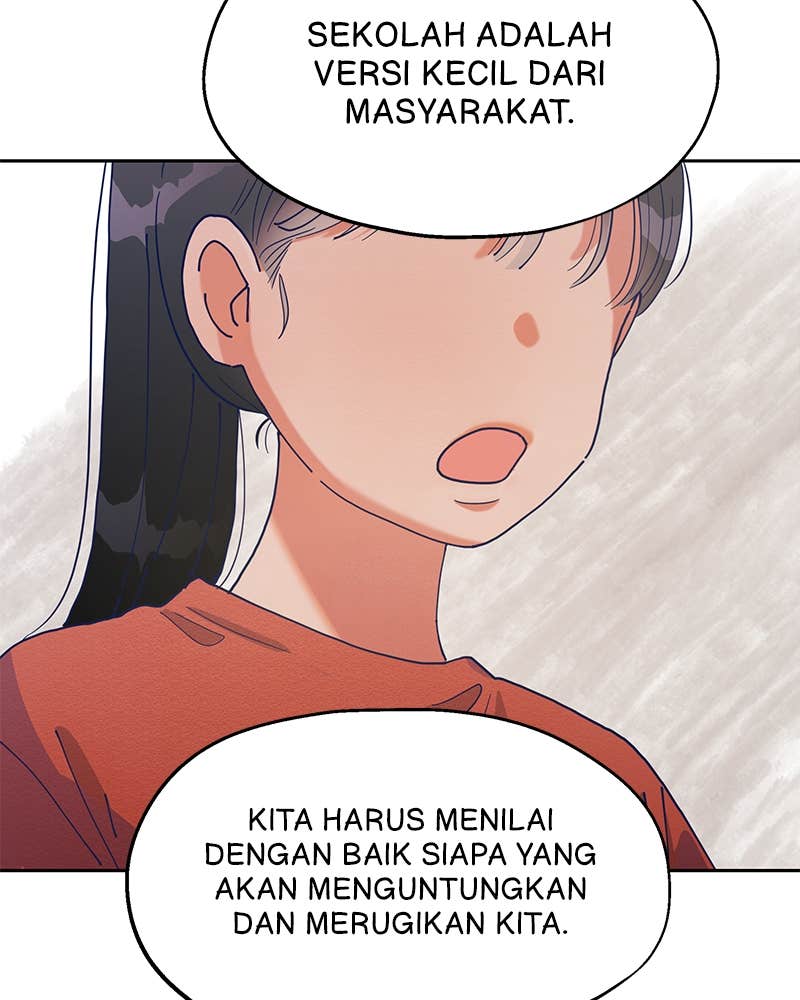 SEKOLAH ADALAH
VERSI KECIL DARI
MASYARAKAT.
KITA HARUS MENILAI
DENGAN BAIK SIAPA YANG
AKAN MENGUNTUNGKAN
DAN MERUGIKAN KITA.